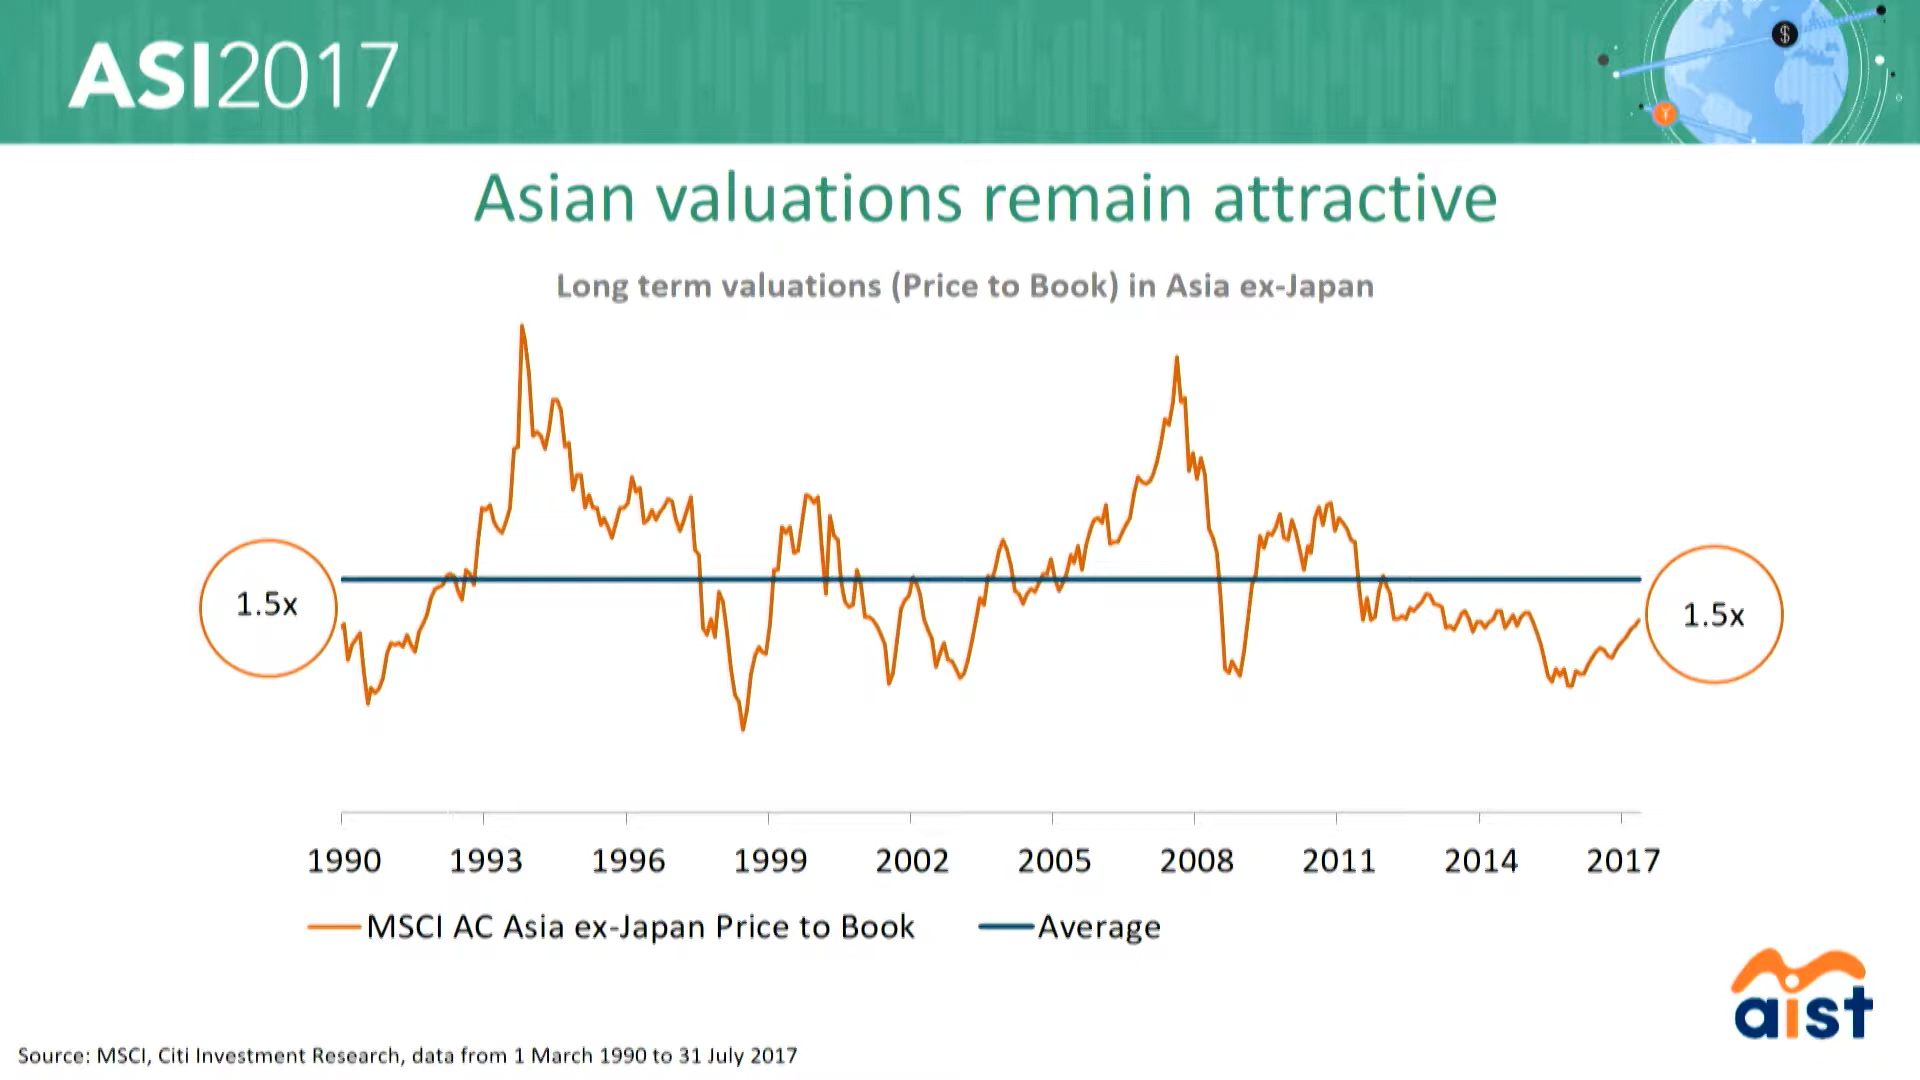 ASI2017
$
Y
Asian valuations remain attractive
Long term valuations (Price to Book) in Asia ex-Japan
1.5x
1.5x
1990 1993 1996 1999 2002 2005 2008 2011 2014 2017
MSCI AC Asia ex-Japan Price to Book Average
aist
Source: MSCI, Citi Investment Research, data from 1 March 1990 to 31 July 2017